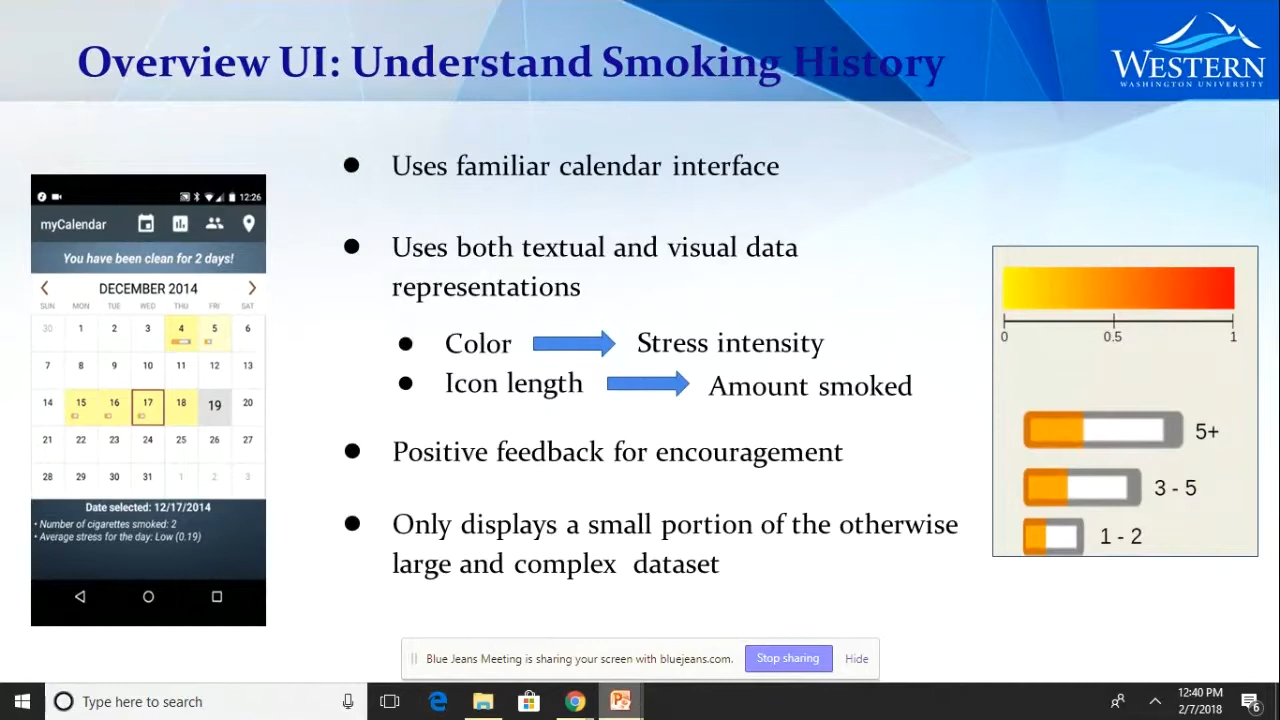 Overview UI: Understand Smoking History
WESTERN
WASHINGTON UNIVERSITY
● Uses familiar calendar interface
● Uses both textual and visual data
representations
● Color Stress intensity
● Icon length Amount smoked
● Positive feedback for encouragement
● Only displays a small portion of the otherwise
large and complex dataset
12:26
myCalendar
You have been clean for 2 days!
DECEMBER 2014
SUN MON TUE WED THU FRI SAT
30 1 2 3 4 5 6
7 8 9 10 11 12 13
14 15 16 17 18 19 20
21 22 23 24 25 26 27
28 29 30 31 1 2 3
Date selected: 12/17/2014
• Number of cigarettes smoked: 2
• Average stress for the day: Low (0.19)
0 0.5 1
5+
3 - 5
1 - 2
Blue Jeans Meeting is sharing your screen with bluejeans.com. Stop sharing Hide
Type here to search
12:40 PM
2/7/2018
6